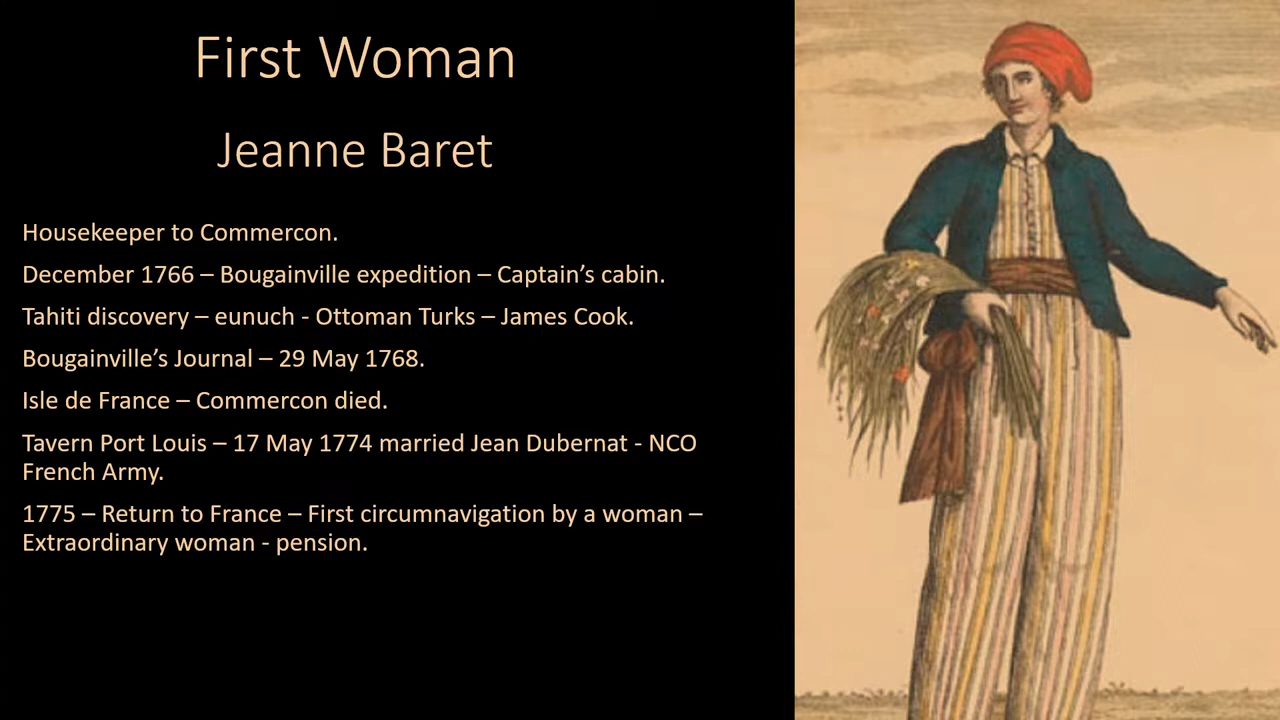 First Woman
Jeanne Baret
Housekeeper to Commercon.
December 1766 – Bougainville expedition – Captain’s cabin.
Tahiti discovery – eunuch - Ottoman Turks – James Cook.
Bougainville’s Journal – 29 May 1768.
Isle de France – Commercon died.
Tavern Port Louis – 17 May 1774 married Jean Dubernat - NCO
French Army.
1775 – Return to France – First circumnavigation by a woman –
Extraordinary woman - pension.